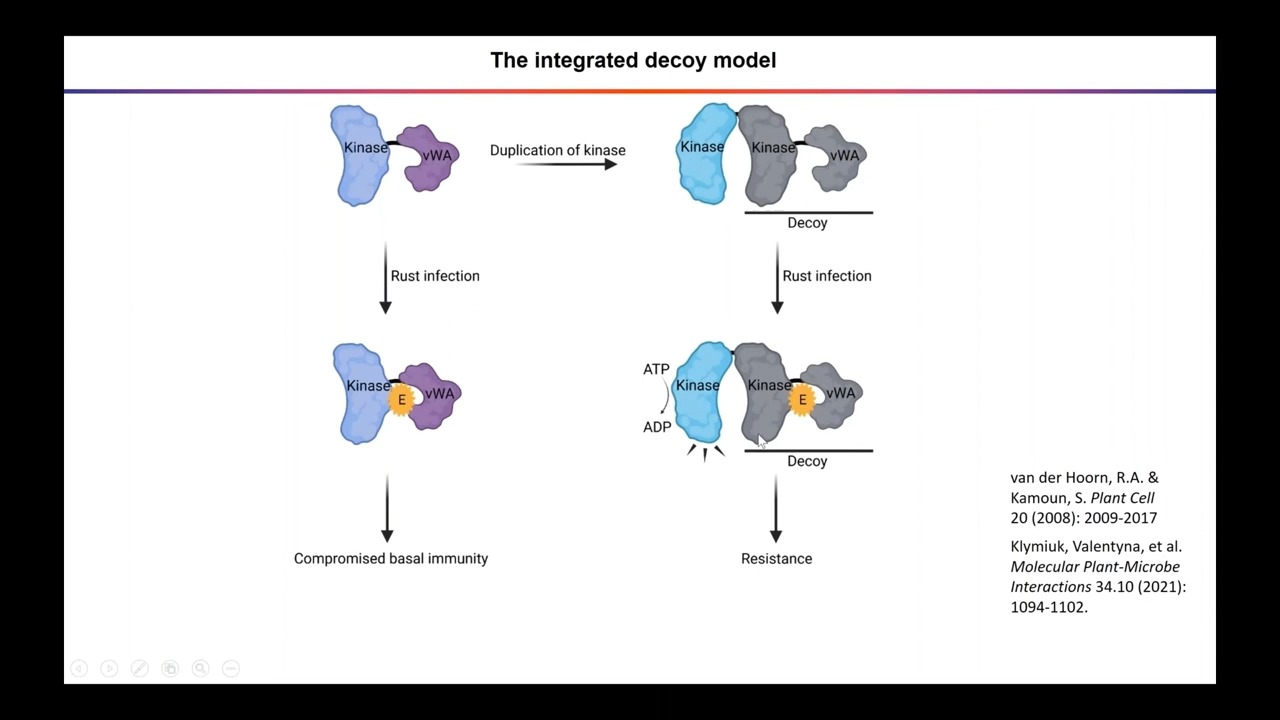 The integrated decoy model
Kinase
vWA
Duplication of kinase
Kinase
Kinase
vWA
Decoy
Rust infection
Rust infection
Kinase
E
vWA
ATP
ADP
Kinase
Kinase
E
vWA
Decoy
Compromised basal immunity
Resistance
van der Hoorn, R.A. &
Kamoun, S. Plant Cell
20 (2008): 2009-2017
Klymiuk, Valentyna, et al.
Molecular Plant-Microbe
Interactions 34.10 (2021):
1094-1102.